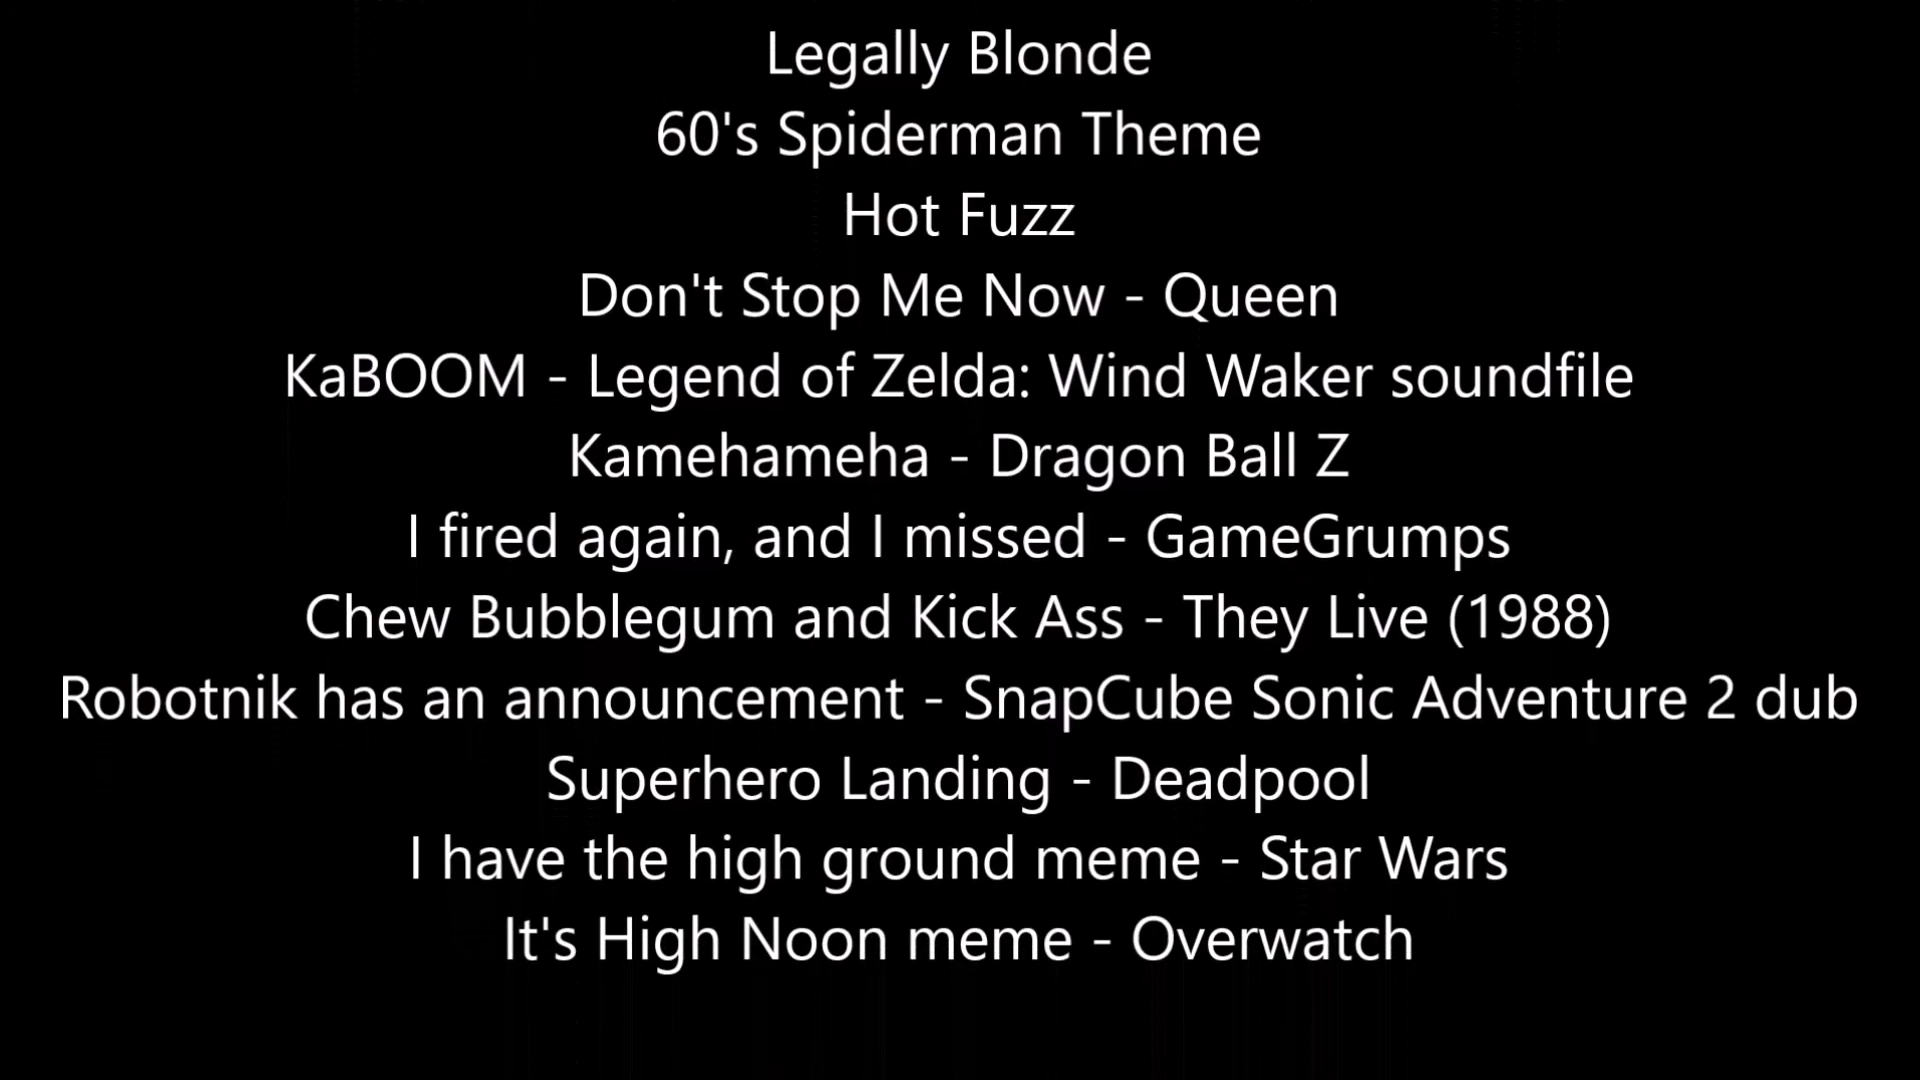 Legally Blonde
60's Spiderman Theme
Hot Fuzz
Don't Stop Me Now - Queen
KaBOOM - Legend of Zelda: Wind Waker soundfile
Kamehameha - Dragon Ball Z
I fired again, and I missed - GameGrumps
Chew Bubblegum and Kick Ass - They Live (1988)
Robotnik has an announcement - SnapCube Sonic Adventure 2 dub
Superhero Landing - Deadpool
I have the high ground meme - Star Wars
It's High Noon meme - Overwatch